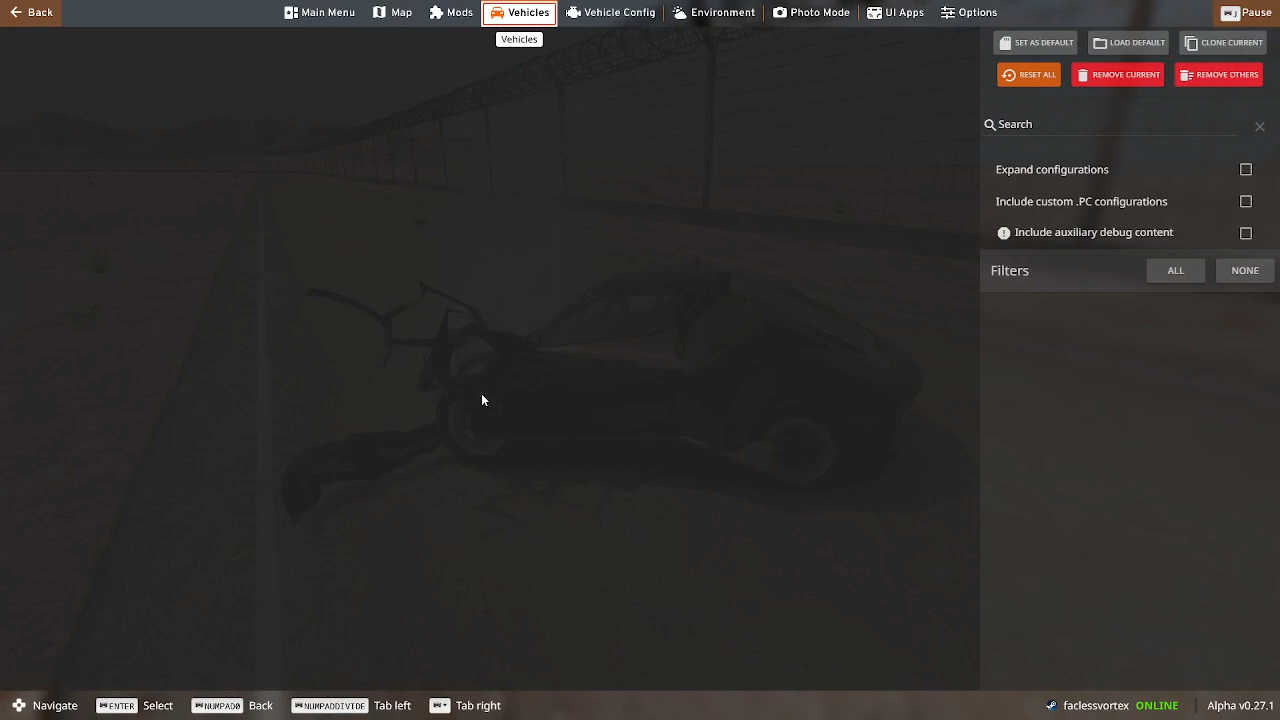 Back
Main Menu
Map
Mods
Vehicles
Vehicle Config
Environment
Photo Mode
UI Apps
Options
J
Pause
Vehicles
SET AS DEFAULT
LOAD DEFAULT
CLONE CURRENT
RESET ALL
REMOVE CURRENT
REMOVE OTHERS
Search
Expand configurations
Include custom .PC configurations
Include auxiliary debug content
Filters
ALL
NONE
Navigate
ENTER
Select
NUMPAD0
Back
NUMPADDIVIDE
Tab left
Tab right
faclessvortex
ONLINE
Alpha v0.27.1